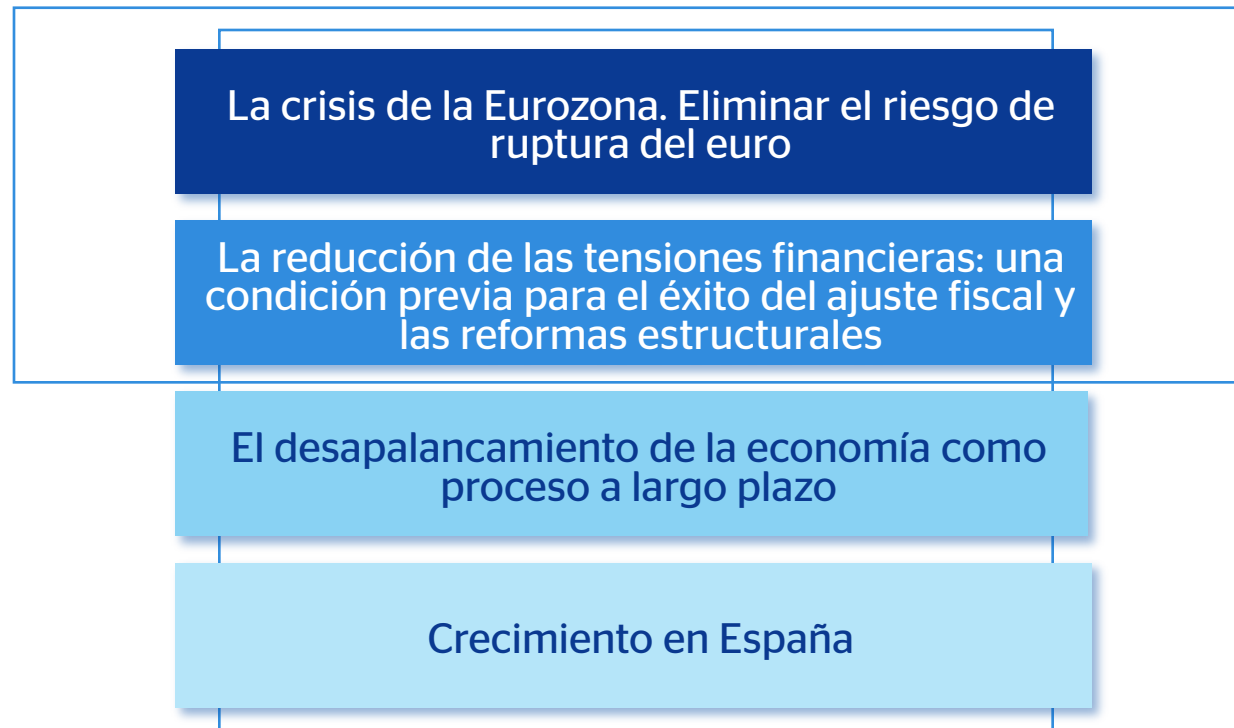 La crisis de la Eurozona. Eliminar el riesgo de
ruptura del euro
La reducción de las tensiones financieras: una
condición previa para el éxito del ajuste fiscal y
las reformas estructurales
El desapalancamiento de la economía como
proceso a largo plazo
Crecimiento en España